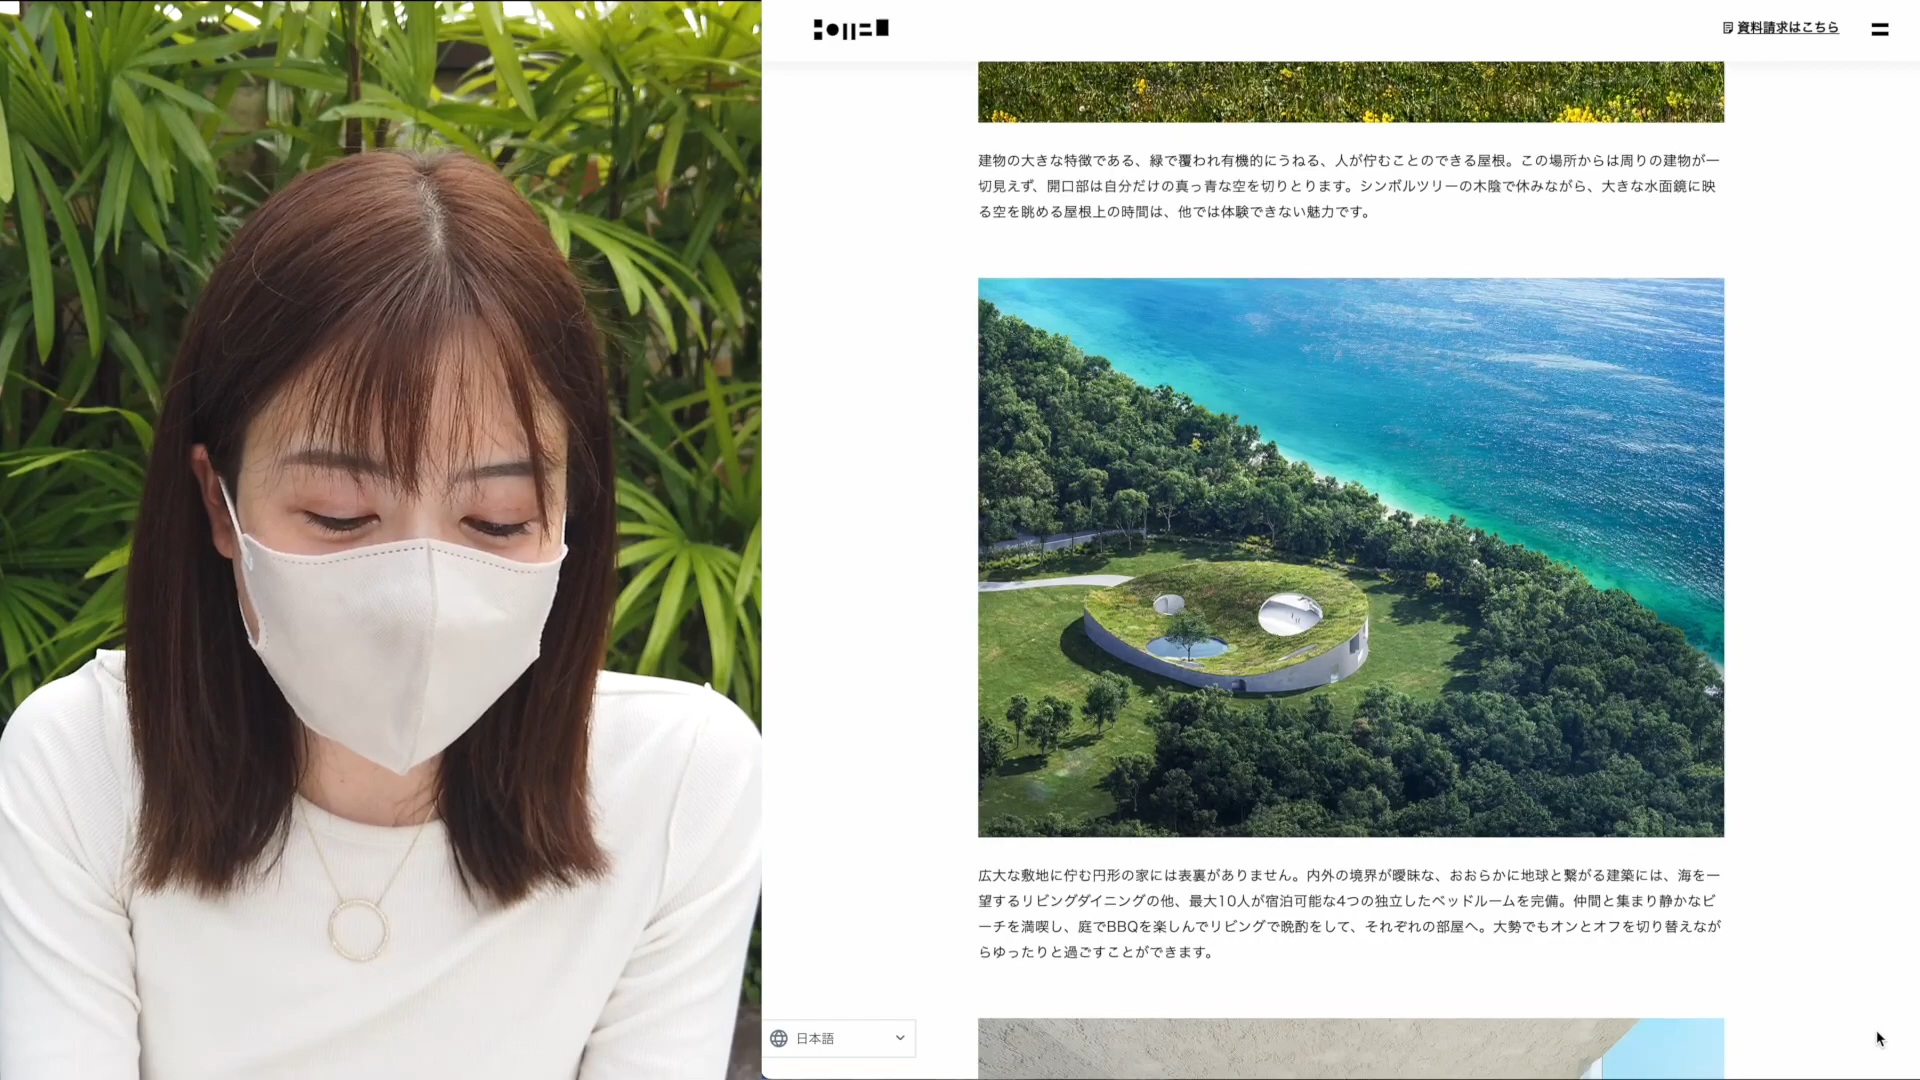 資料請求はこちら
建物の大きな特徴である、緑で覆われ有機的にうねる、人が佇むことのできる屋根。この場所からは周りの建物が一
切見えず、開口部は自分だけの真っ青な空を切りとります。シンボルツリーの木陰で休みながら、大きな水面鏡に映
る空を眺める屋根上の時間は、他では体験できない魅力です。
広大な敷地に佇む円形の家には表裏がありません。内外の境界が曖昧な、おおらかに地球と繋がる建築には、海を一
望するリビングダイニングの他、最大10人が宿泊可能な4つの独立したベッドルームを完備。仲間と集まり静かなビ
ーチを満喫し、庭でBBQを楽しんでリビングで晩酌をして、それぞれの部屋へ。大勢でもオンとオフを切り替えなが
らゆったりと過ごすことができます。
日本語